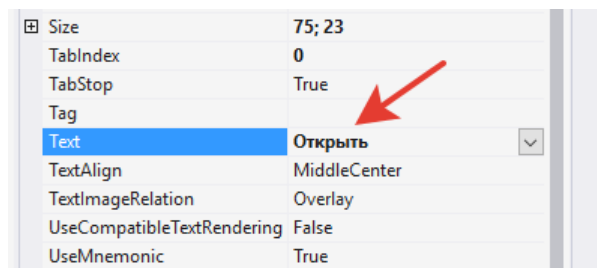 Size 75; 23
TabIndex 0
TabStop True
Tag
Text Открыть
TextAlign MiddleCenter
TextImageRelation Overlay
UseCompatibleTextRendering False
UseMnemonic True